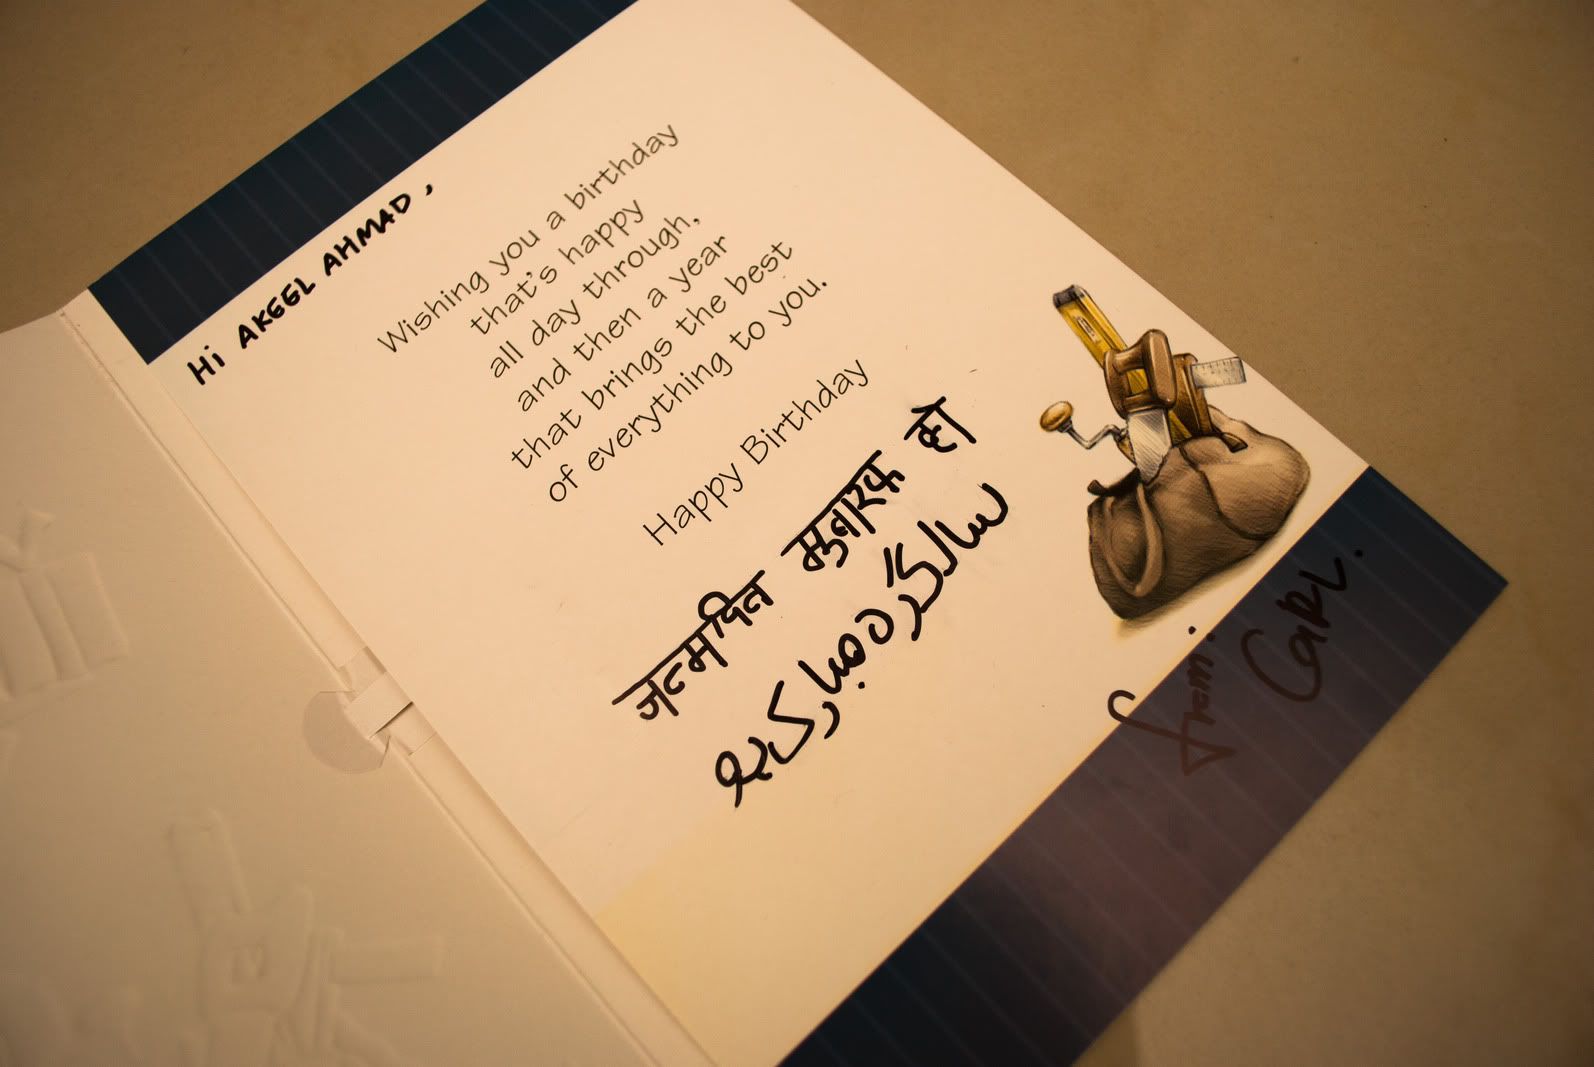 Hi AKEEL AHMAD,
Wishing you a birthday
that's happy
all day through,
and then a year
that brings the best
of everything to you.
Happy Birthday
जन्मदिन मुबारक हो
سالگرہ مبارک ہو
from:
CARL.